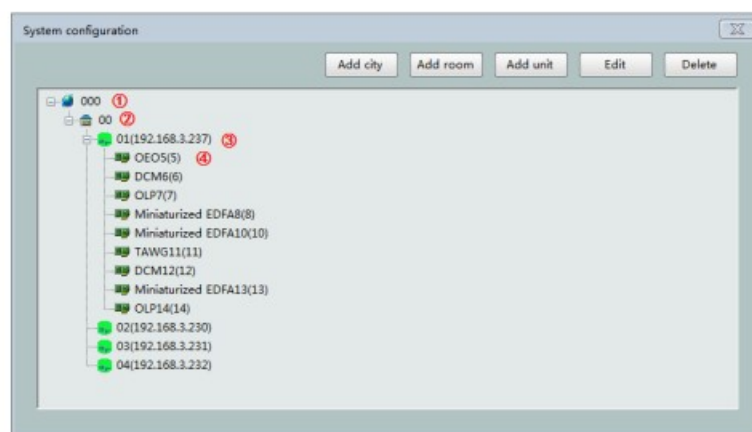 System configuration
Add city Add room Add unit Edit Delete
000 ①
00 ②
01(192.168.3.237) ③
OEO5(5) ④
DCM6(6)
OLP7(7)
Miniaturized EDFA8(8)
Miniaturized EDFA10(10)
TAWG11(11)
DCM12(12)
Miniaturized EDFA13(13)
OLP14(14)
02(192.168.3.230)
03(192.168.3.231)
04(192.168.3.232)